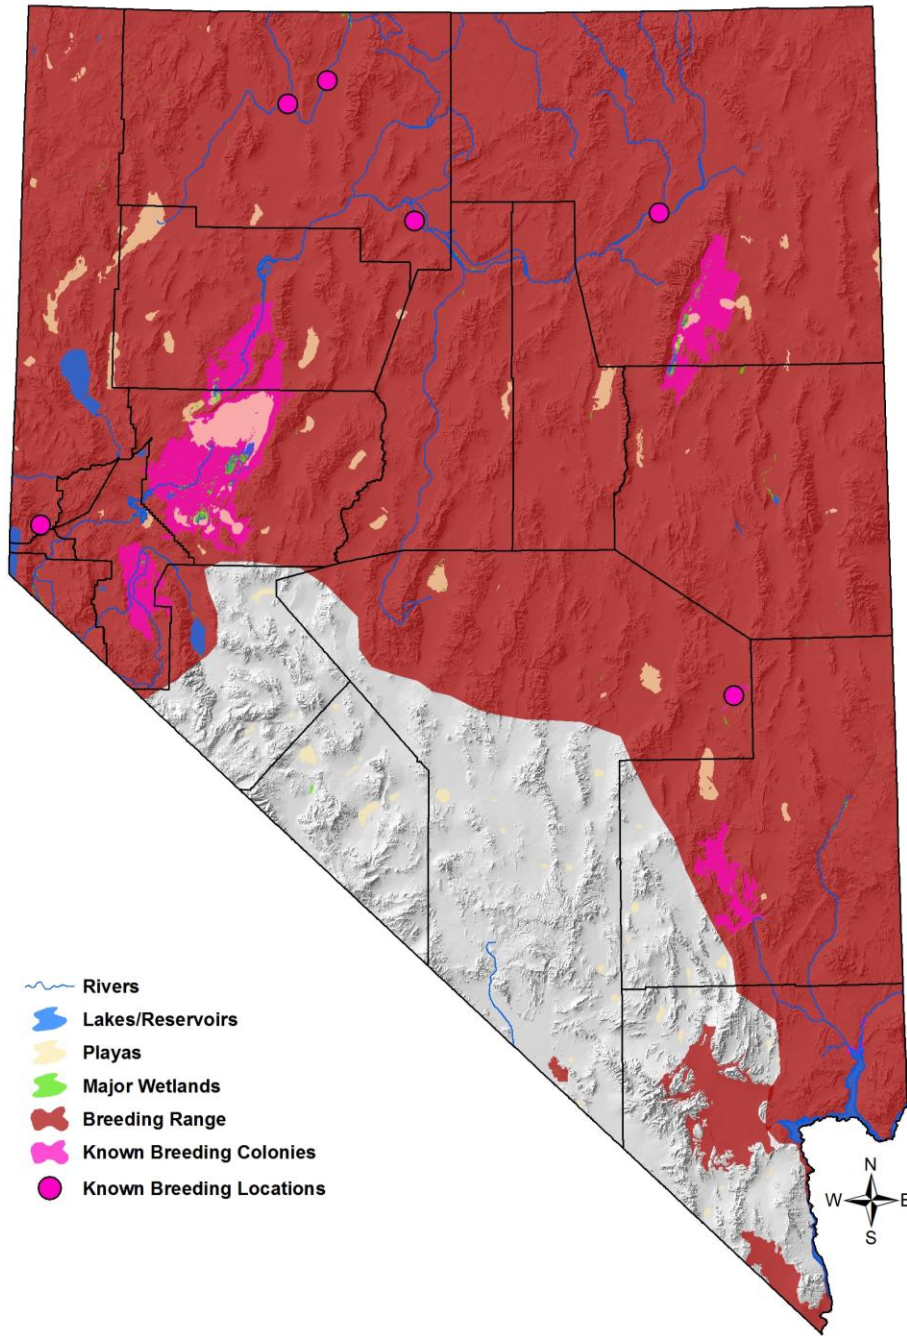 Rivers
Lakes/Reservoirs
Playas
Major Wetlands
Breeding Range
Known Breeding Colonies
Known Breeding Locations
N
W E
S